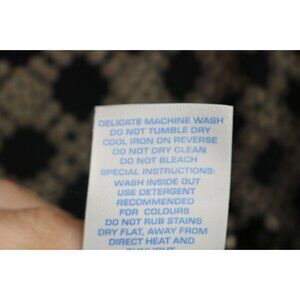 DELICATE MACHINE WASH
DO NOT TUMBLE DRY
COOL IRON ON REVERSE
DO NOT DRY CLEAN
DO NOT BLEACH
SPECIAL INSTRUCTIONS:
WASH INSIDE OUT
USE DETERGENT
RECOMMENDED
FOR COLOURS
DO NOT RUB STAINS
DRY FLAT, AWAY FROM
DIRECT HEAT AND